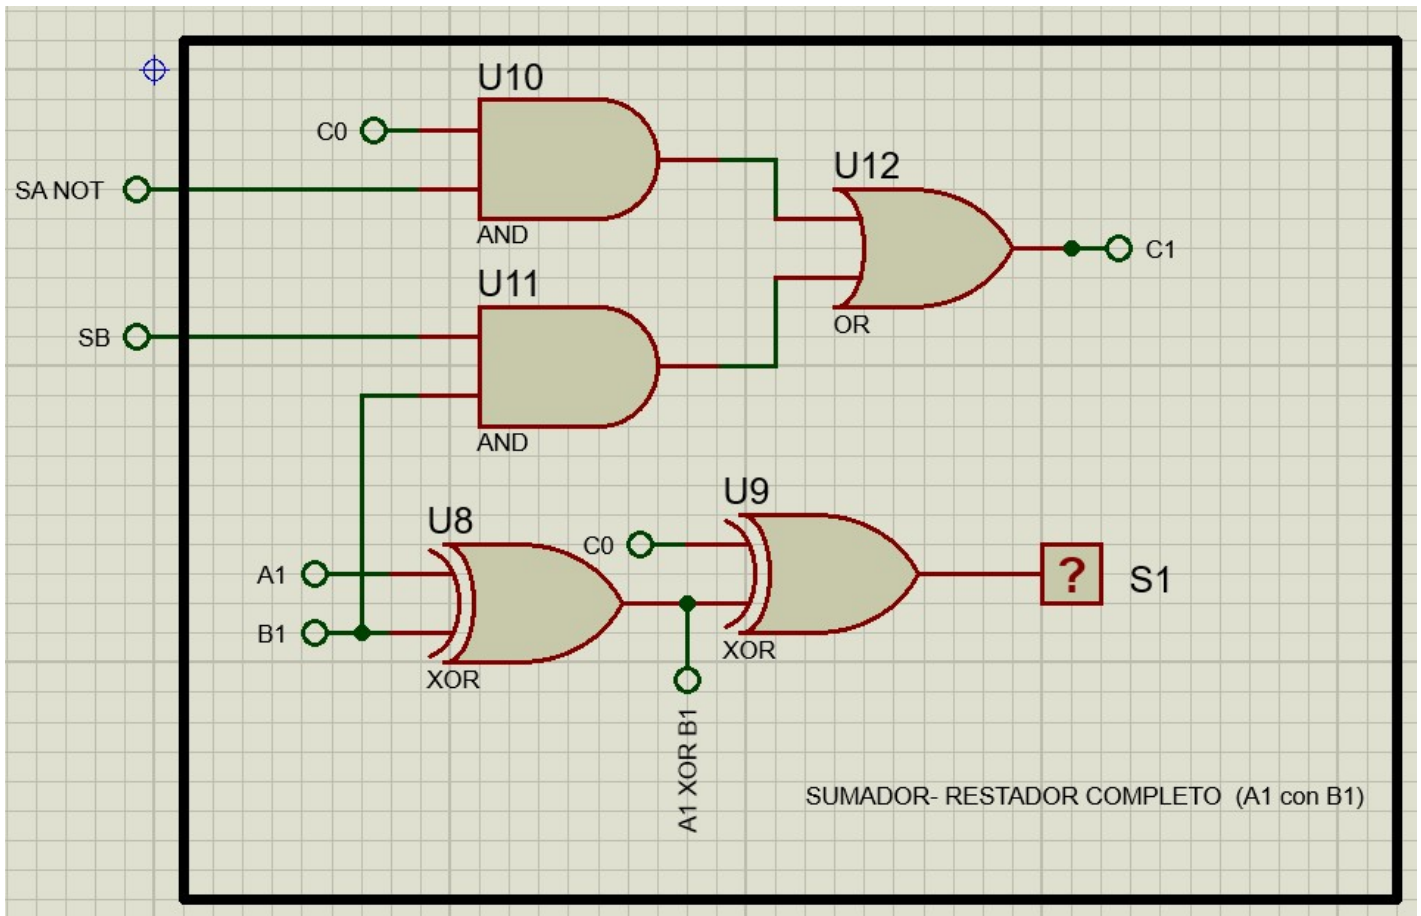 U10
C0
SA NOT
AND
U12
C1
OR
U11
SB
AND
U9
U8
C0
A1
?
S1
B1
XOR
XOR
A1 XOR B1
SUMADOR- RESTADOR COMPLETO (A1 con B1)